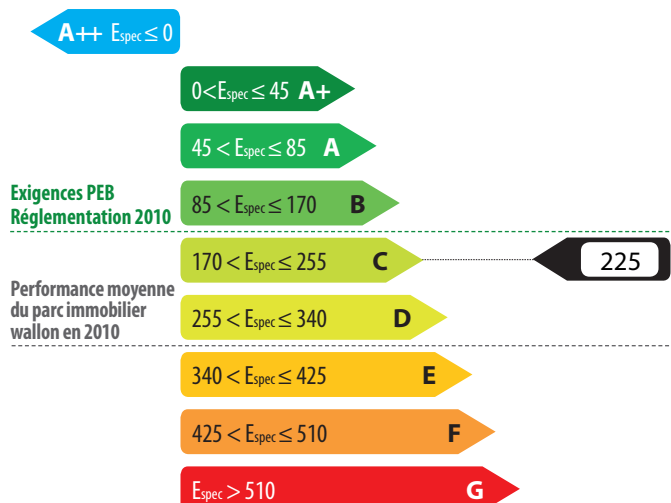 A++ Espec ≤ 0
0<Espec ≤ 45 A+
45 < Espec ≤ 85 A
Exigences PEB
Réglementation 2010
85 < Espec ≤ 170 B
170 < Espec ≤ 255 C
225
Performance moyenne
du parc immobilier
wallon en 2010
255 < Espec ≤ 340 D
340 < Espec ≤ 425 E
425 < Espec ≤ 510 F
Espec > 510 G